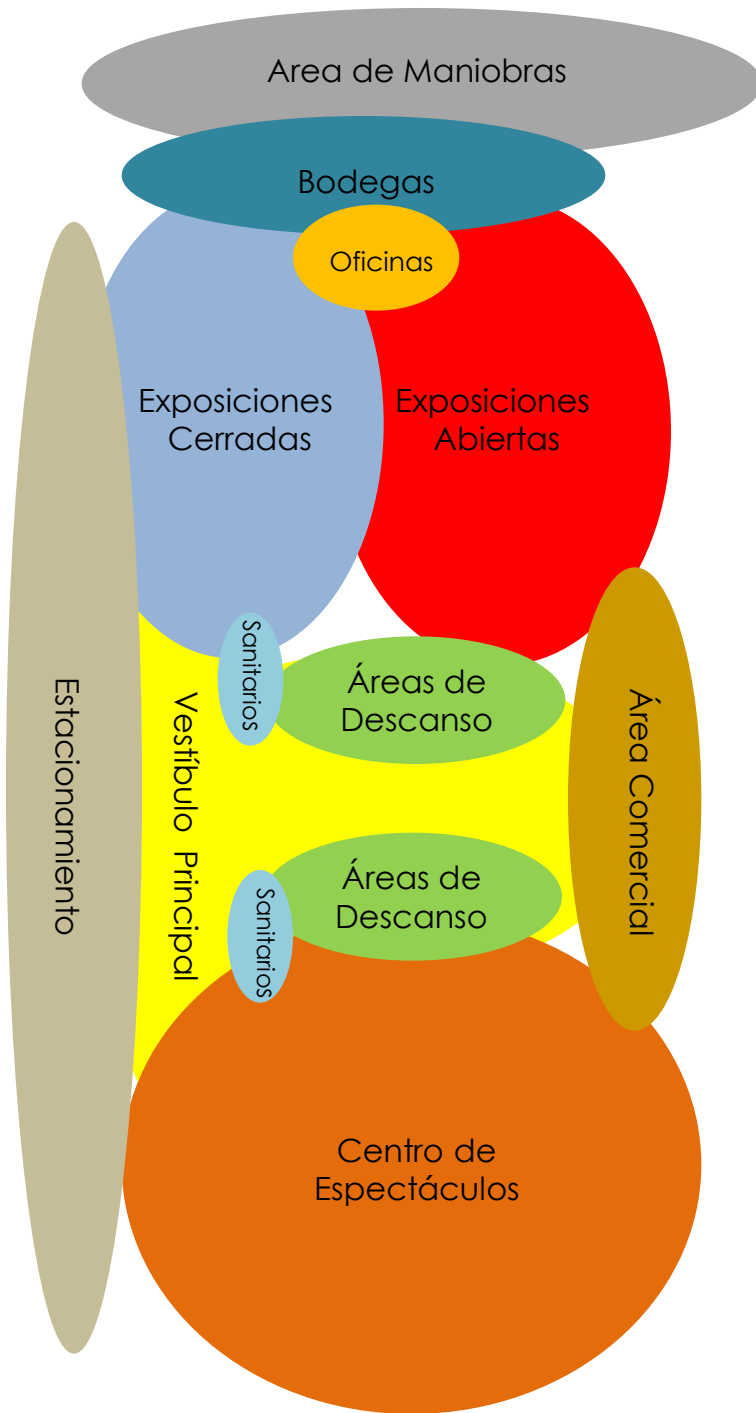 Area de Maniobras
Bodegas
Oficinas
Exposiciones
Cerradas
Exposiciones
Abiertas
Sanitarios
Áreas de
Descanso
Estacionamiento
Vestíbulo Principal
Área Comercial
Áreas de
Descanso
Sanitarios
Centro de
Espectáculos